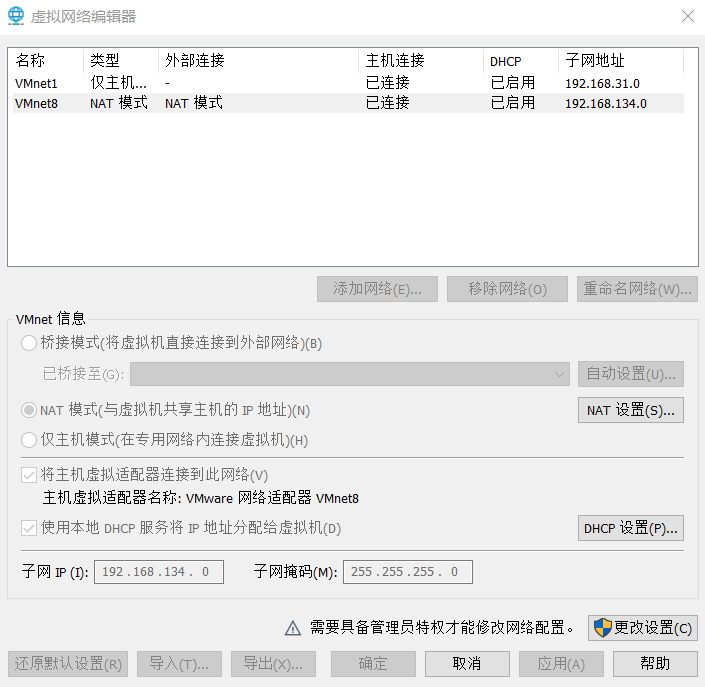 虚拟网络编辑器
名称 类型 外部连接 主机连接 DHCP 子网地址
VMnet1 仅主机... - 已连接 已启用 192.168.31.0
VMnet8 NAT 模式 NAT 模式 已连接 已启用 192.168.134.0
添加网络(E)... 移除网络(O) 重命名网络(W)...
VMnet 信息
桥接模式(将虚拟机直接连接到外部网络)(B)
已桥接至(G): 自动设置(U)...
NAT 模式(与虚拟机共享主机的 IP 地址)(N) NAT 设置(S)...
仅主机模式(在专用网络内连接虚拟机)(H)
将主机虚拟适配器连接到此网络(V)
主机虚拟适配器名称: VMware 网络适配器 VMnet8
使用本地 DHCP 服务将 IP 地址分配给虚拟机(D) DHCP 设置(P)...
子网 IP (I): 192.168.134. 0 子网掩码(M): 255.255.255. 0
需要具备管理员特权才能修改网络配置。 更改设置(C)
还原默认设置(R) 导入(T)... 导出(X)... 确定 取消 应用(A) 帮助